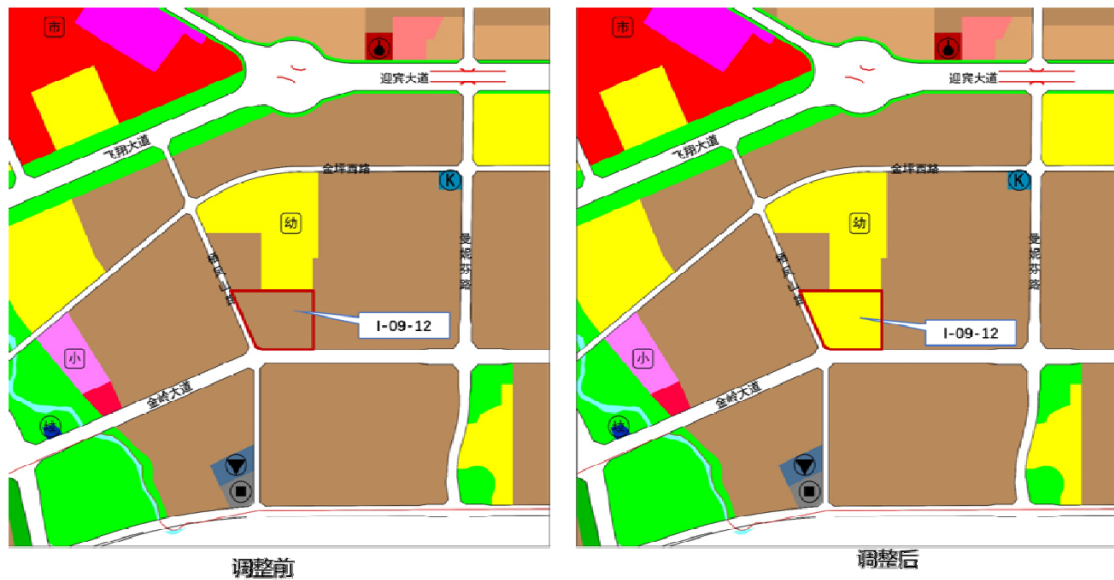 市
迎宾大道
飞翔大道
金坪西路
K
幼
I-09-12
小
金岭大道
调整前
市
迎宾大道
飞翔大道
金坪西路
K
幼
I-09-12
小
金岭大道
调整后